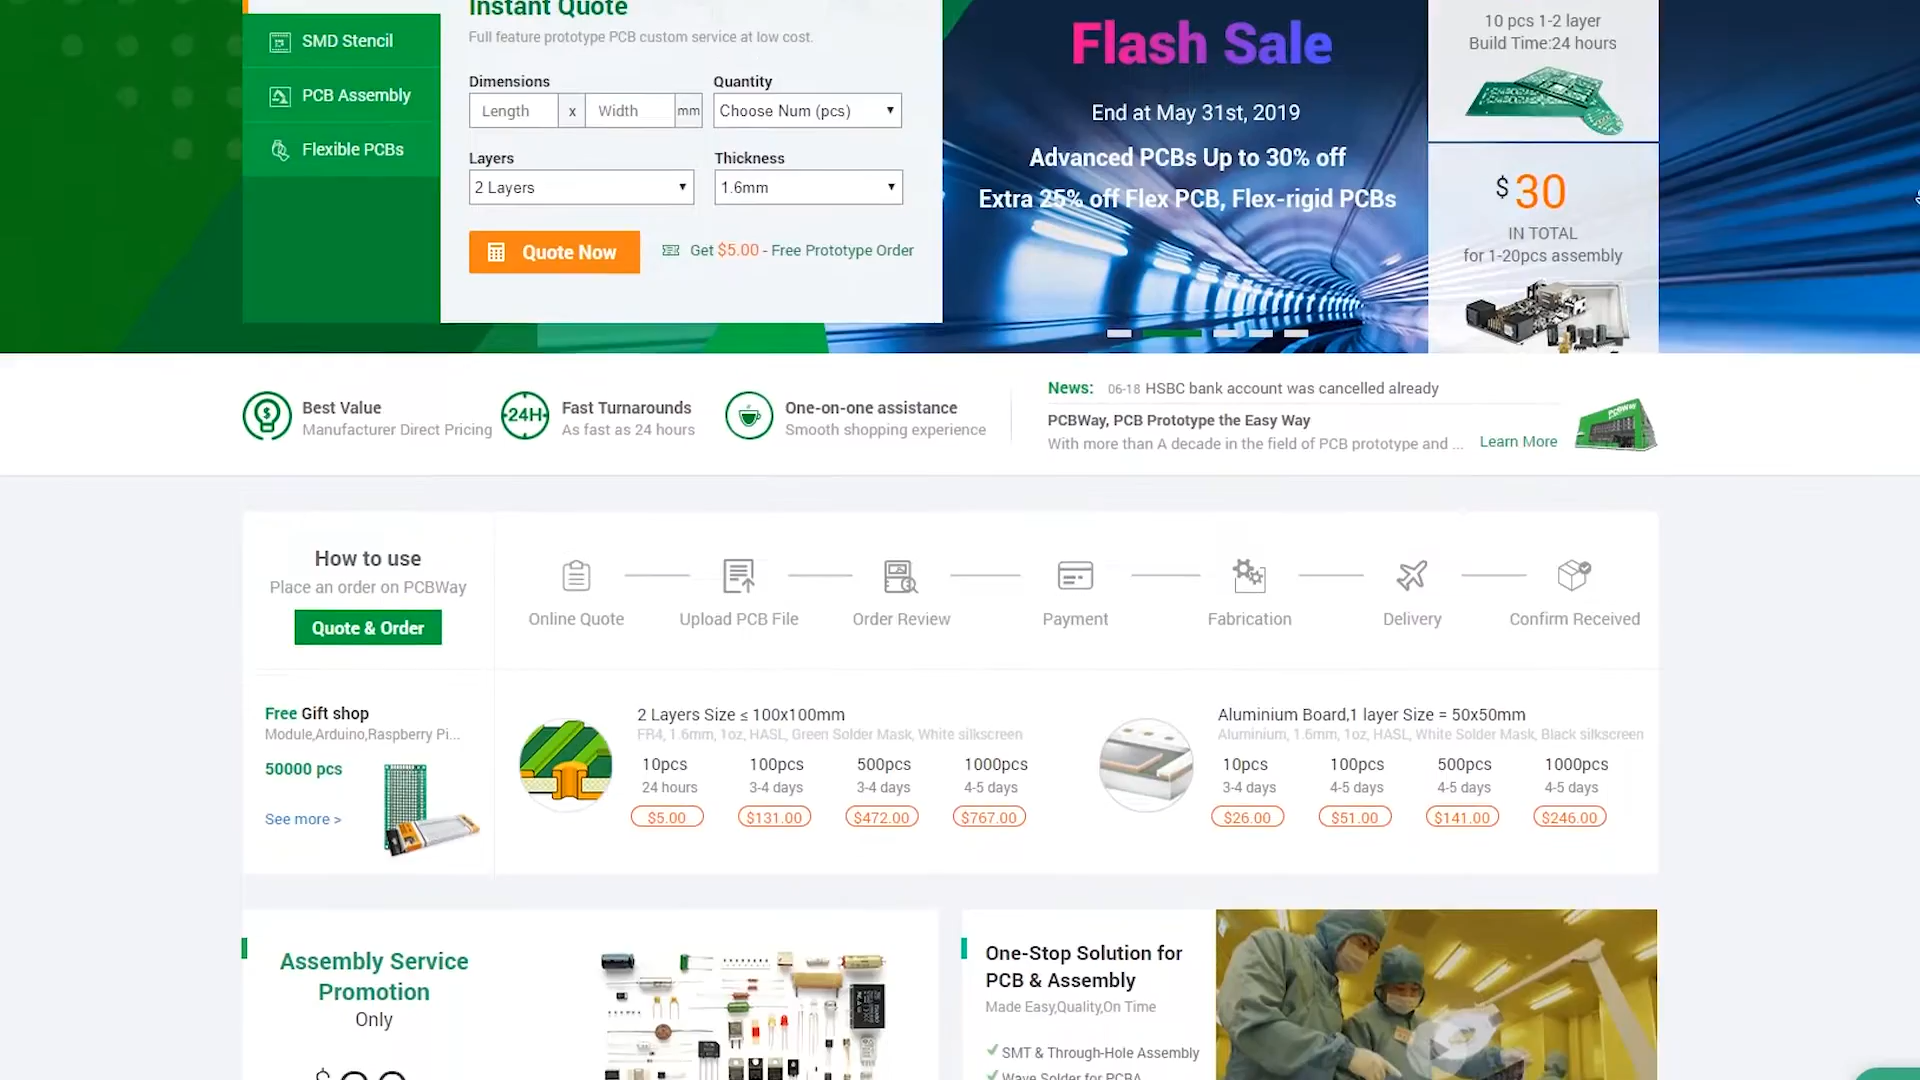 Instant Quote
Full feature prototype PCB custom service at low cost.
SMD Stencil
PCB Assembly
Flexible PCBs
Dimensions
Quantity
Length x Width mm
Choose Num (pcs)
Layers
Thickness
2 Layers
1.6mm
Quote Now
Get $5.00 - Free Prototype Order
Flash Sale
End at May 31st, 2019
Advanced PCBs Up to 30% off
Extra 25% off Flex PCB, Flex-rigid PCBs
10 pcs 1-2 layer
Build Time:24 hours
$30
IN TOTAL
for 1-20pcs assembly
Best Value
Manufacturer Direct Pricing
24H
Fast Turnarounds
As fast as 24 hours
One-on-one assistance
Smooth shopping experience
News: 06-18 HSBC bank account was cancelled already
PCBWay, PCB Prototype the Easy Way
With more than A decade in the field of PCB prototype and ... Learn More
PCBWay
How to use
Place an order on PCBWay
Quote & Order
Online Quote
Upload PCB File
Order Review
Payment
Fabrication
Delivery
Confirm Received
Free Gift shop
Module,Arduino,Raspberry Pi...
50000 pcs
See more >
2 Layers Size ≤ 100x100mm
FR4, 1.6mm, 1oz, HASL, Green Solder Mask, White silkscreen
10pcs 100pcs 500pcs 1000pcs
24 hours 3-4 days 3-4 days 4-5 days
$5.00 $131.00 $472.00 $767.00
Aluminium Board,1 layer Size = 50x50mm
Aluminium, 1.6mm, 1oz, HASL, White Solder Mask, Black silkscreen
10pcs 100pcs 500pcs 1000pcs
3-4 days 4-5 days 4-5 days 4-5 days
$26.00 $51.00 $141.00 $246.00
Assembly Service
Promotion
Only
One-Stop Solution for
PCB & Assembly
Made Easy,Quality,On Time
SMT & Through-Hole Assembly
Wave Solder for PCBA